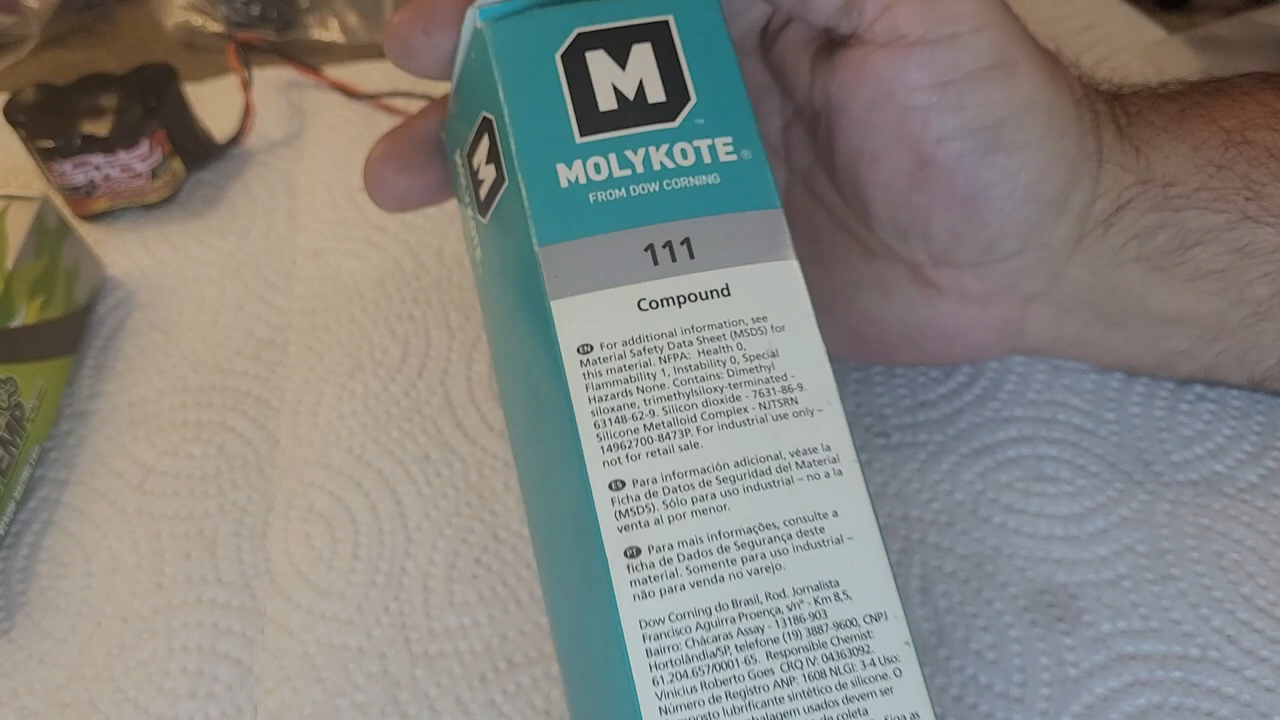 M
MOLYKOTE®
FROM DOW CORNING
111
Compound
EN For additional information, see
Material Safety Data Sheet (MSDS) for
this material. NFPA: Health 0,
Flammability 1, Instability 0, Special
Hazards None. Contains: Dimethyl
siloxane, trimethylsiloxy-terminated -
63148-62-9. Silicon dioxide - 7631-86-9.
Silicone Metalloid Complex - NJTSRN
14962700-8473P. For industrial use only –
not for retail sale.
ES Para información adicional, véase la
Ficha de Datos de Seguridad del Material
(MSDS). Sólo para uso industrial – no a la
venta al por menor.
PT Para mais informações, consulte a
ficha de Dados de Segurança deste
material. Somente para uso industrial –
não para venda no varejo.
Dow Corning do Brasil, Rod. Jornalista
Francisco Aguirra Proença, s/nº - Km 8,5,
Bairro: Chácaras Assay - 13186-903
Hortolândia/SP, telefone (19) 3887-9600, CNPJ
61.204.657/0001-65. Responsible Chemist:
Vinicius Roberto Goes CRQ IV: 04363092.
Número de Registro ANP: 1608 NLGI: 3-4 Uso:
lubrificante sintético de silicone. O
usados devem ser
de coleta